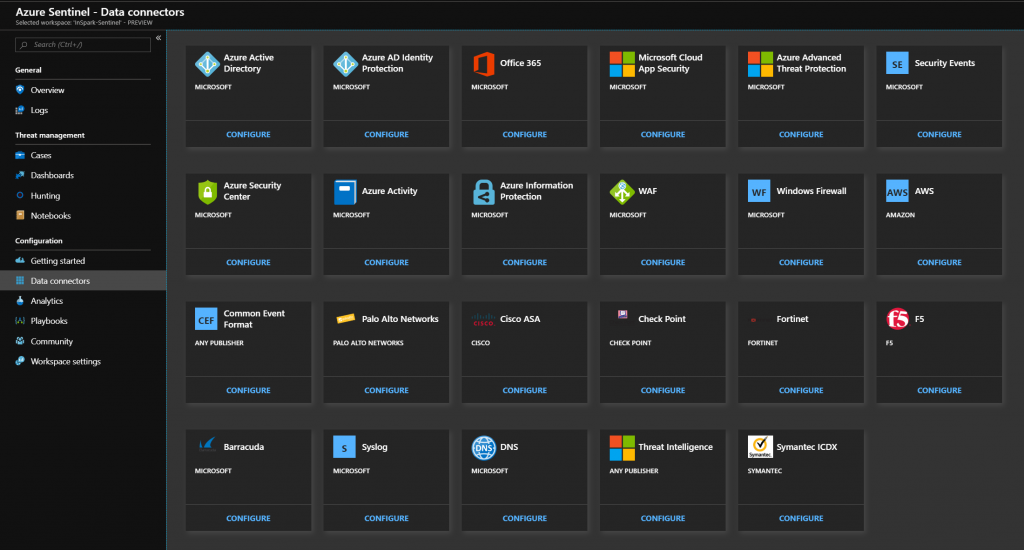 Azure Sentinel - Data connectors
Selected workspace: 'InSpark-Sentinel' - PREVIEW
Search (Ctrl+/)
«
General
Overview
Logs
Threat management
Cases
Dashboards
Hunting
Notebooks
Configuration
Getting started
Data connectors
Analytics
Playbooks
Community
Workspace settings
Azure Active
Directory
MICROSOFT
CONFIGURE
Azure AD Identity
Protection
MICROSOFT
CONFIGURE
Office 365
MICROSOFT
CONFIGURE
Microsoft Cloud
App Security
MICROSOFT
CONFIGURE
Azure Advanced
Threat Protection
MICROSOFT
CONFIGURE
SE
Security Events
MICROSOFT
CONFIGURE
Azure Security
Center
MICROSOFT
CONFIGURE
Azure Activity
MICROSOFT
CONFIGURE
Azure Information
Protection
MICROSOFT
CONFIGURE
WAF
MICROSOFT
CONFIGURE
WF
Windows Firewall
MICROSOFT
CONFIGURE
AWS
AWS
AMAZON
CONFIGURE
CEF
Common Event
Format
ANY PUBLISHER
CONFIGURE
Palo Alto Networks
PALO ALTO NETWORKS
CONFIGURE
CISCO
Cisco ASA
CISCO
CONFIGURE
Check Point
CHECK POINT
CONFIGURE
Fortinet
FORTINET
CONFIGURE
f5
F5
F5
CONFIGURE
Barracuda
MICROSOFT
CONFIGURE
S
Syslog
MICROSOFT
CONFIGURE
DNS
DNS
MICROSOFT
CONFIGURE
Threat Intelligence
ANY PUBLISHER
CONFIGURE
Symantec
Symantec ICDX
SYMANTEC
CONFIGURE